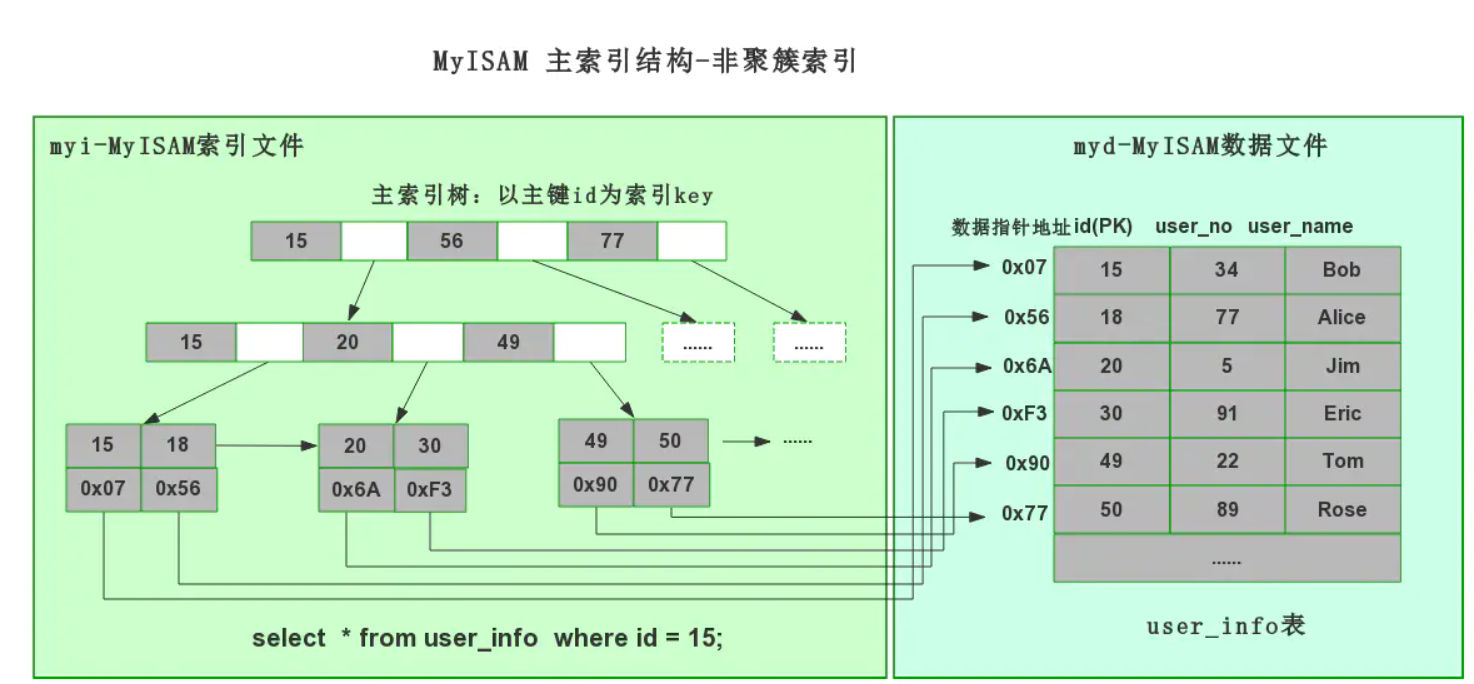 MyISAM 主索引结构-非聚簇索引
myi-MyISAM索引文件
主索引树：以主键id为索引key
15 56 77
15 20 49 ...... ......
15 18 20 30 49 50 ......
0x07 0x56 0x6A 0xF3 0x90 0x77
select * from user_info where id = 15;
myd-MyISAM数据文件
数据指针地址 id(PK) user_no user_name
0x07 15 34 Bob
0x56 18 77 Alice
0x6A 20 5 Jim
0xF3 30 91 Eric
0x90 49 22 Tom
0x77 50 89 Rose
......
user_info表